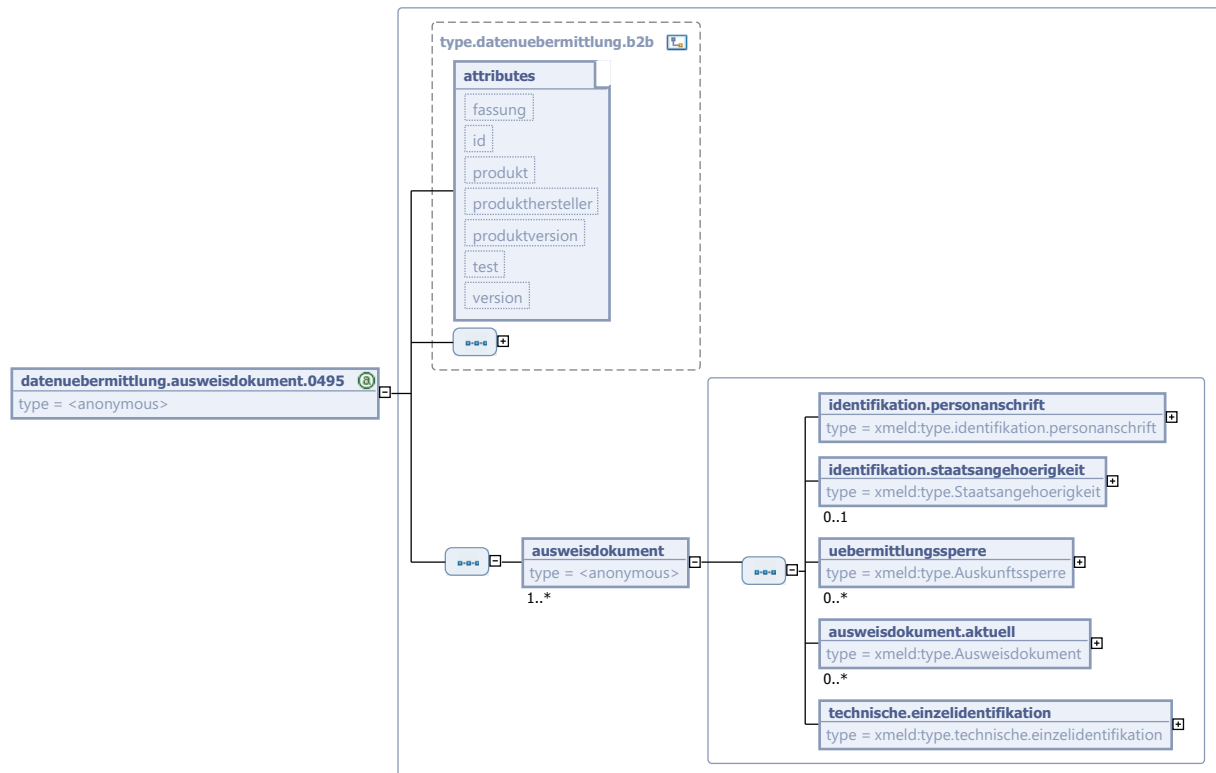 type.datenuebermittlung.b2b
attributes
fassung
id
produkt
produkthersteller
produktversion
test
version
datenuebermittlung.ausweisdokument.0495 @
type = <anonymous>
ausweisdokument
type = <anonymous>
1..*
identifikation.personanschrift
type = xmeld:type.identifikation.personanschrift
identifikation.staatsangehoerigkeit
type = xmeld:type.Staatsangehoerigkeit
0..1
uebermittlungssperre
type = xmeld:type.Auskunftssperre
0..*
ausweisdokument.aktuell
type = xmeld:type.Ausweisdokument
0..*
technische.einzelidentifikation
type = xmeld:type.technische.einzelidentifikation